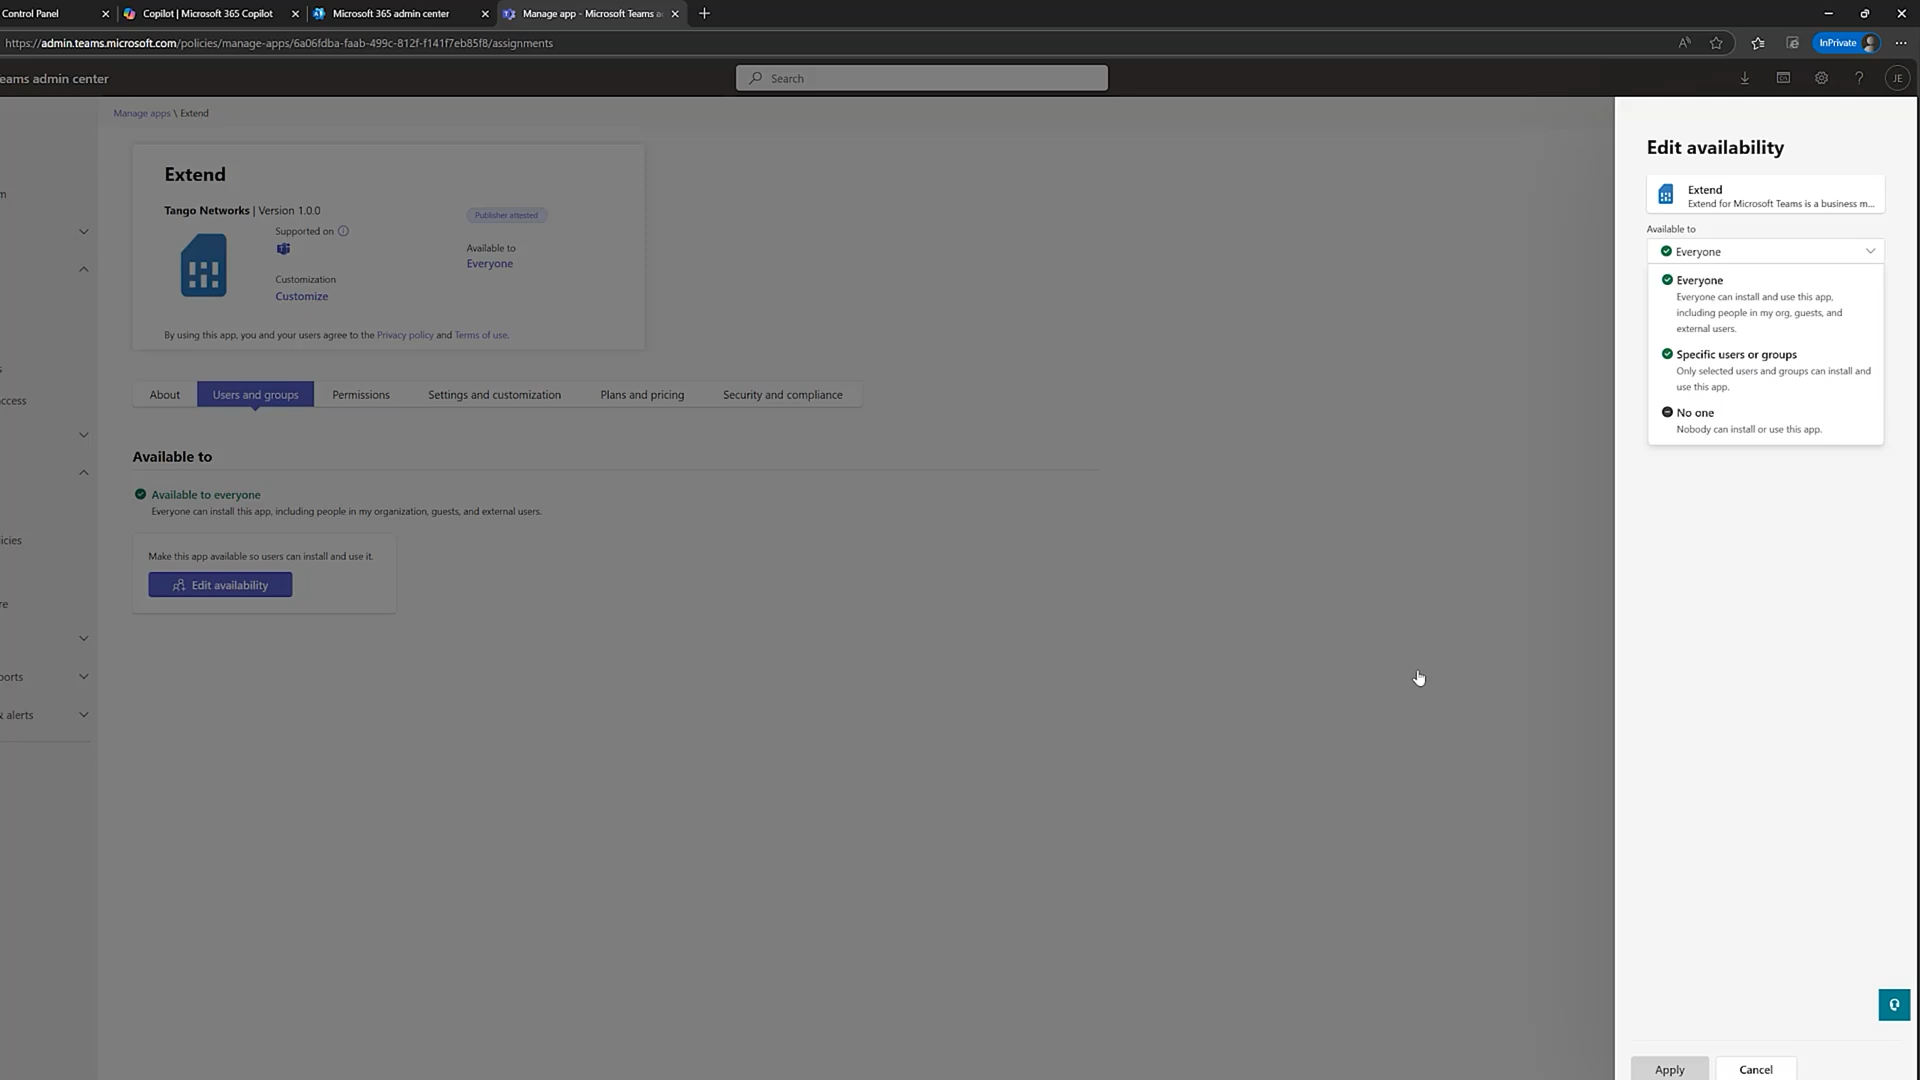 Control Panel
Copilot | Microsoft 365 Copilot
Microsoft 365 admin center
Manage app - Microsoft Teams a
https://admin.teams.microsoft.com/policies/manage-apps/6a06fdba-faab-499c-812f-f141f7eb85f8/assignments
InPrivate
eams admin center
Search
JE
Manage apps \ Extend
Extend
Tango Networks | Version 1.0.0
Publisher attested
Supported on
Available to
Everyone
Customization
Customize
By using this app, you and your users agree to the Privacy policy and Terms of use.
About
Users and groups
Permissions
Settings and customization
Plans and pricing
Security and compliance
Available to
Available to everyone
Everyone can install this app, including people in my organization, guests, and external users.
Make this app available so users can install and use it.
Edit availability
m
s
ccess
icies
re
ports
& alerts
Edit availability
Extend
Extend for Microsoft Teams is a business m...
Available to
Everyone
Everyone
Everyone can install and use this app,
including people in my org, guests, and
external users.
Specific users or groups
Only selected users and groups can install and
use this app.
No one
Nobody can install or use this app.
Apply
Cancel